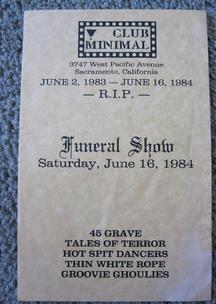 CLUB
MINIMAL
3747 West Pacific Avenue
Sacramento, California
JUNE 2, 1983 — JUNE 16, 1984
— R.I.P. —
Funeral Show
Saturday, June 16, 1984
45 GRAVE
TALES OF TERROR
HOT SPIT DANCERS
THIN WHITE ROPE
GROOVIE GHOULIES